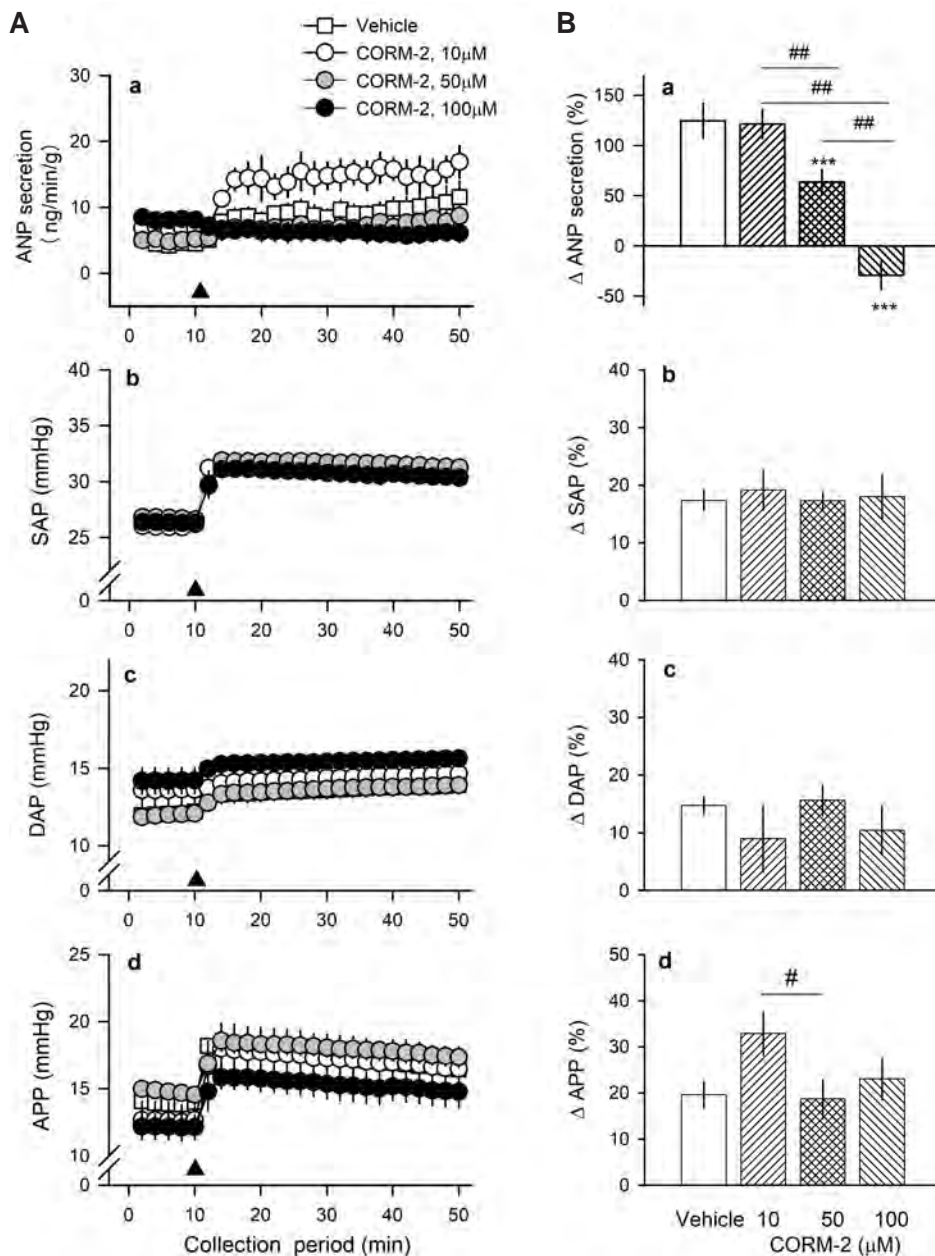 A
Vehicle
CORM-2, 10μM
CORM-2, 50μM
CORM-2, 100μM
a
30
20
10
0
ANP secretion
( ng/min/g)
0 10 20 30 40 50
b
40
35
30
25
0
SAP (mmHg)
0 10 20 30 40 50
c
20
15
10
0
DAP (mmHg)
0 10 20 30 40 50
d
25
20
15
10
0
APP (mmHg)
0 10 20 30 40 50
Collection period (min)
B
a
##
##
##
***
***
150
100
50
0
-50
Δ ANP secretion (%)
b
40
30
20
10
0
Δ SAP (%)
c
40
30
20
10
0
Δ DAP (%)
d
#
50
40
30
20
10
0
Δ APP (%)
Vehicle 10 50 100
CORM-2 (μM)